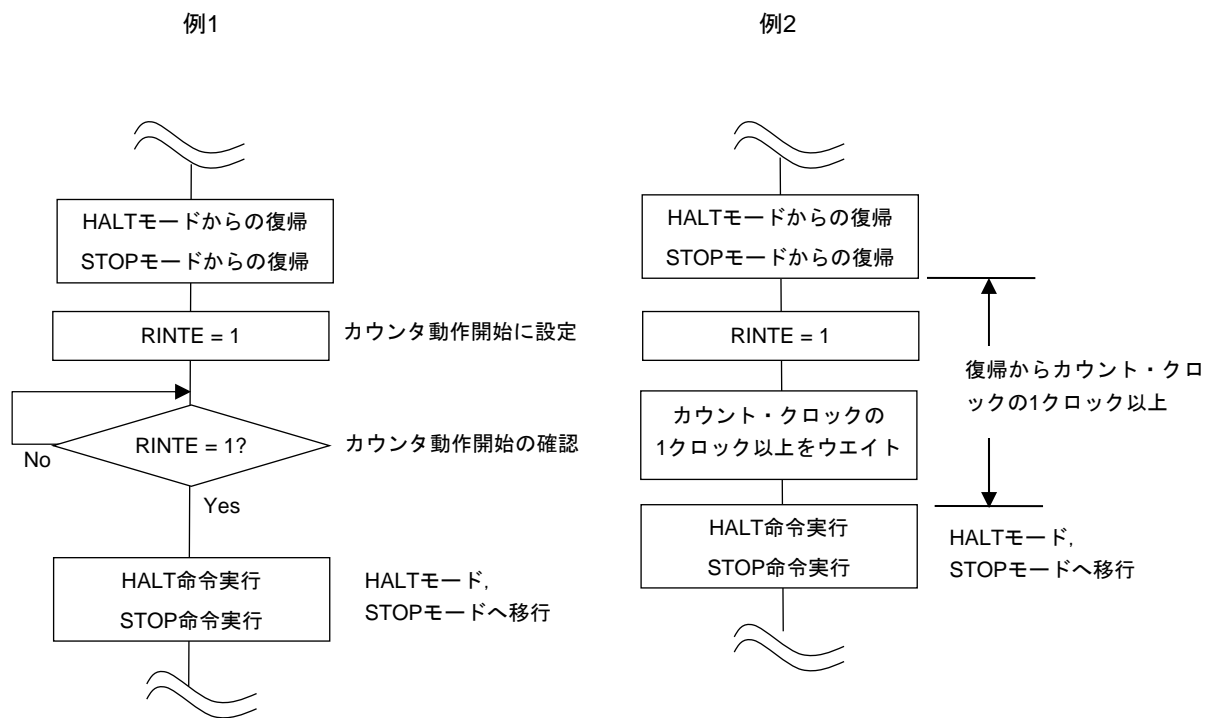 例1
HALTモードからの復帰
STOPモードからの復帰
RINTE = 1
カウンタ動作開始に設定
RINTE = 1?
カウンタ動作開始の確認
No
Yes
HALT命令実行
STOP命令実行
HALTモード,
STOPモードへ移行
例2
HALTモードからの復帰
STOPモードからの復帰
RINTE = 1
カウント・クロックの
1クロック以上をウエイト
復帰からカウント・クロ
ックの1クロック以上
HALT命令実行
STOP命令実行
HALTモード,
STOPモードへ移行